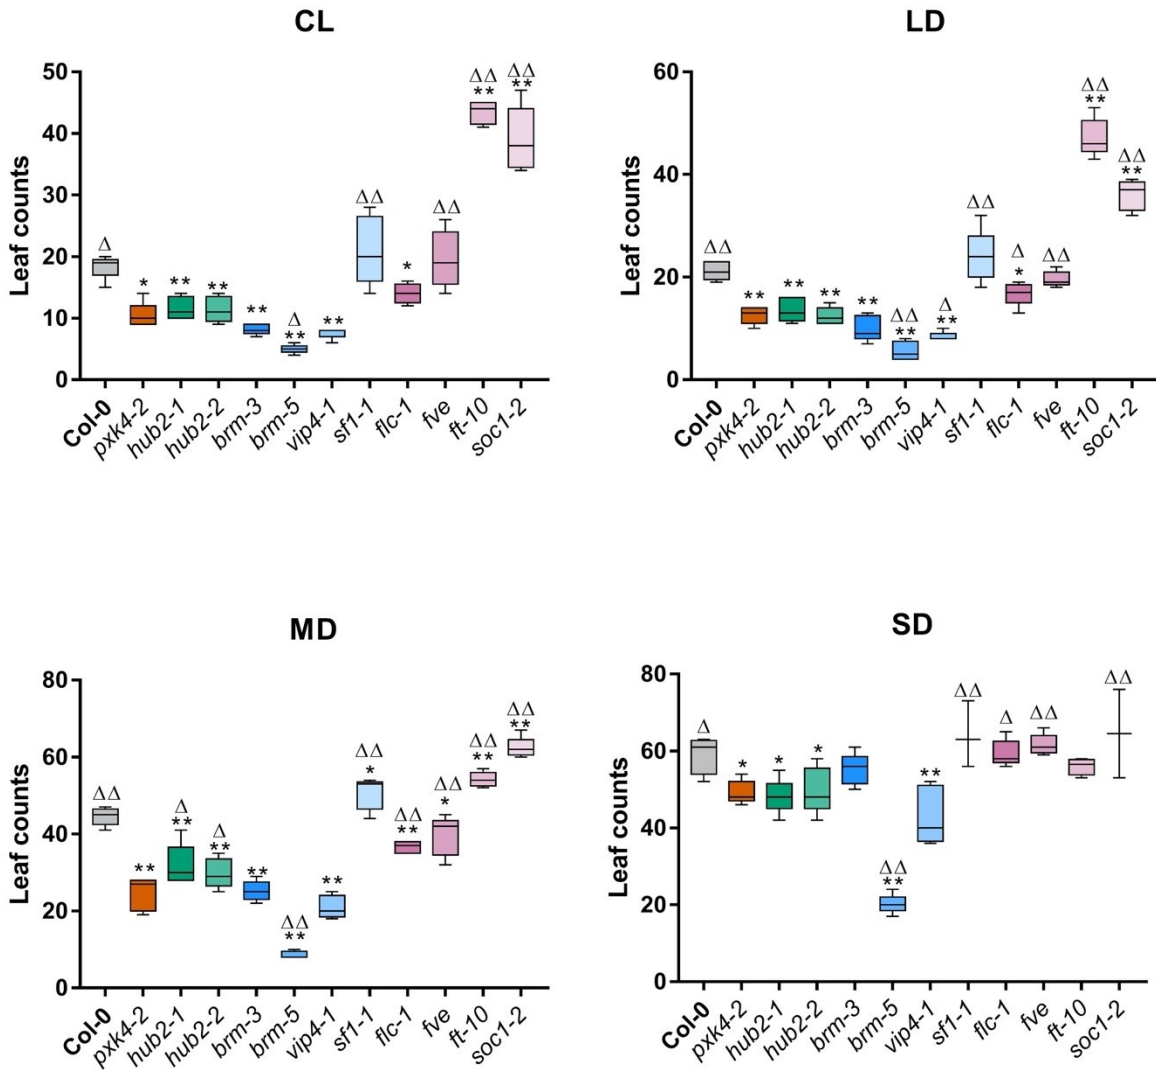 CL
Leaf counts
50
40
30
20
10
0
Δ
*
**
**
**
Δ
**
**
ΔΔ
*
ΔΔ
ΔΔ
**
ΔΔ
**
Col-0
pxk4-2
hub2-1
hub2-2
brm-3
brm-5
vip4-1
sf1-1
flc-1
fve
ft-10
soc1-2
LD
Leaf counts
60
40
20
0
ΔΔ
**
**
**
**
ΔΔ
**
Δ
**
ΔΔ
Δ
*
ΔΔ
ΔΔ
**
ΔΔ
**
Col-0
pxk4-2
hub2-1
hub2-2
brm-3
brm-5
vip4-1
sf1-1
flc-1
fve
ft-10
soc1-2
MD
Leaf counts
80
60
40
20
0
ΔΔ
**
Δ
**
Δ
**
**
ΔΔ
**
**
ΔΔ
*
ΔΔ
**
ΔΔ
*
ΔΔ
**
ΔΔ
**
Col-0
pxk4-2
hub2-1
hub2-2
brm-3
brm-5
vip4-1
sf1-1
flc-1
fve
ft-10
soc1-2
SD
Leaf counts
80
60
40
20
0
Δ
*
*
*
ΔΔ
**
**
ΔΔ
Δ
ΔΔ
ΔΔ
Col-0
pxk4-2
hub2-1
hub2-2
brm-3
brm-5
vip4-1
sf1-1
flc-1
fve
ft-10
soc1-2